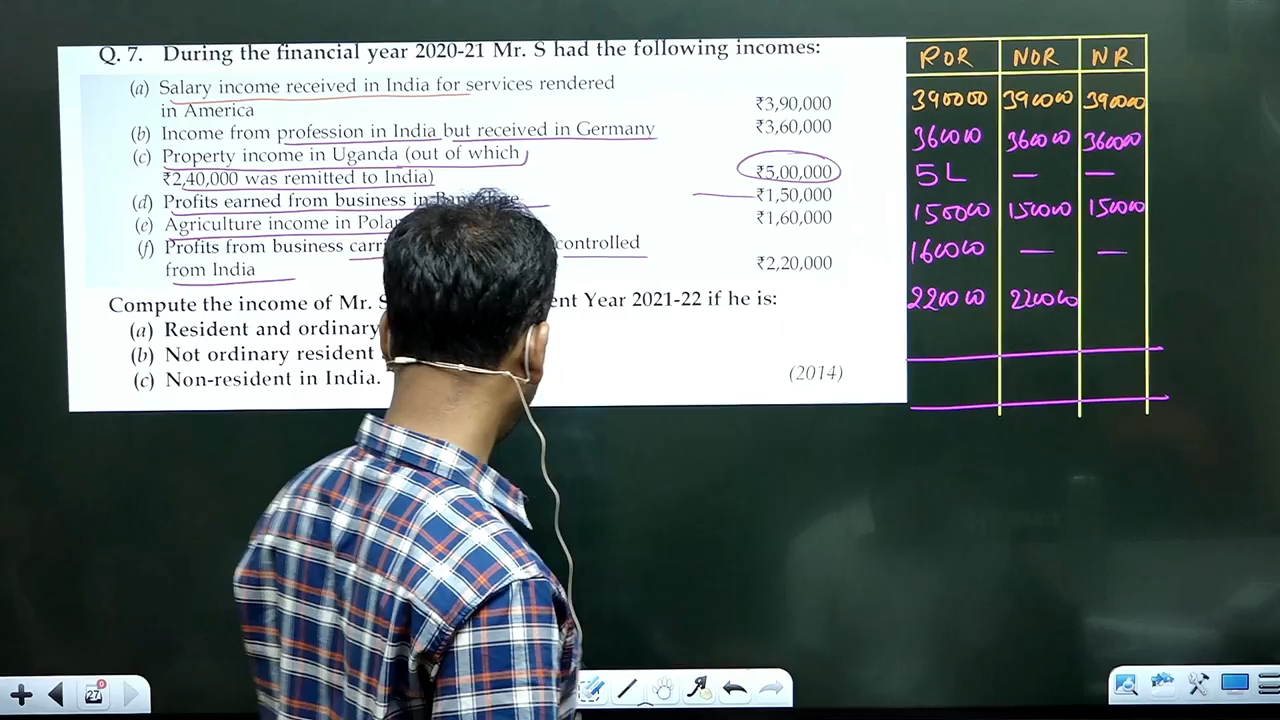 Q. 7. During the financial year 2020-21 Mr. S had the following incomes:
(a) Salary income received in India for services rendered
in America ₹3,90,000
(b) Income from profession in India but received in Germany ₹3,60,000
(c) Property income in Uganda (out of which
₹2,40,000 was remitted to India) ₹5,00,000
(d) Profits earned from business in ₹1,50,000
(e) Agriculture income in ₹1,60,000
(f) Profits from business controlled
from India ₹2,20,000
Compute the income of Mr. S Year 2021-22 if he is:
(a) Resident and ordinary
(b) Not ordinary resident
(c) Non-resident in India.
(2014)
ROR NOR NR
390000 390000 390000
360000 360000 360000
5L — —
150000 150000 150000
160000 — —
220000 220000
27
0